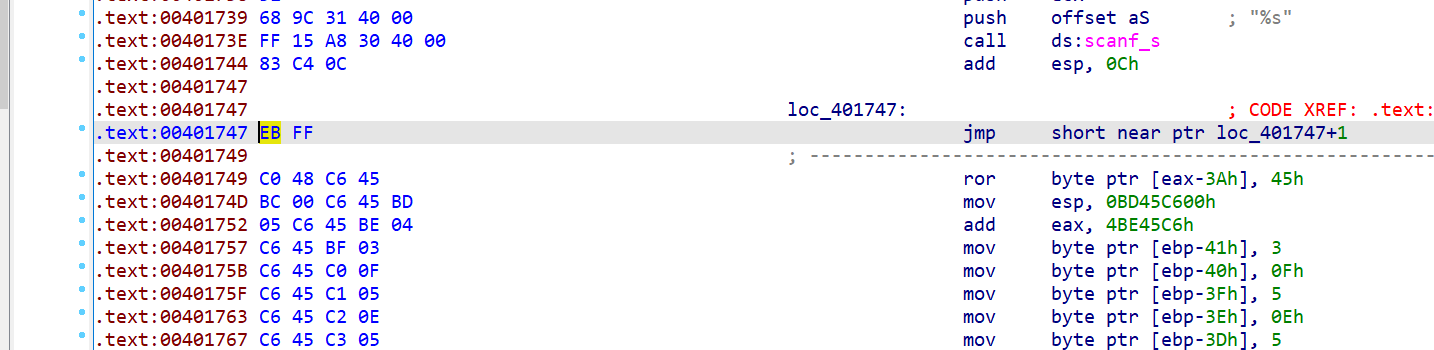 .text:00401739 68 9C 31 40 00 push offset aS ; "%s"
.text:0040173E FF 15 A8 30 40 00 call ds:scanf_s
.text:00401744 83 C4 0C add esp, 0Ch
.text:00401747
.text:00401747 loc_401747: ; CODE XREF: .text:
.text:00401747 EB FF jmp short near ptr loc_401747+1
.text:00401749 ; ---------------------------------------------------------
.text:00401749 C0 48 C6 45 ror byte ptr [eax-3Ah], 45h
.text:0040174D BC 00 C6 45 BD mov esp, 0BD45C600h
.text:00401752 05 C6 45 BE 04 add eax, 4BE45C6h
.text:00401757 C6 45 BF 03 mov byte ptr [ebp-41h], 3
.text:0040175B C6 45 C0 0F mov byte ptr [ebp-40h], 0Fh
.text:0040175F C6 45 C1 05 mov byte ptr [ebp-3Fh], 5
.text:00401763 C6 45 C2 0E mov byte ptr [ebp-3Eh], 0Eh
.text:00401767 C6 45 C3 05 mov byte ptr [ebp-3Dh], 5